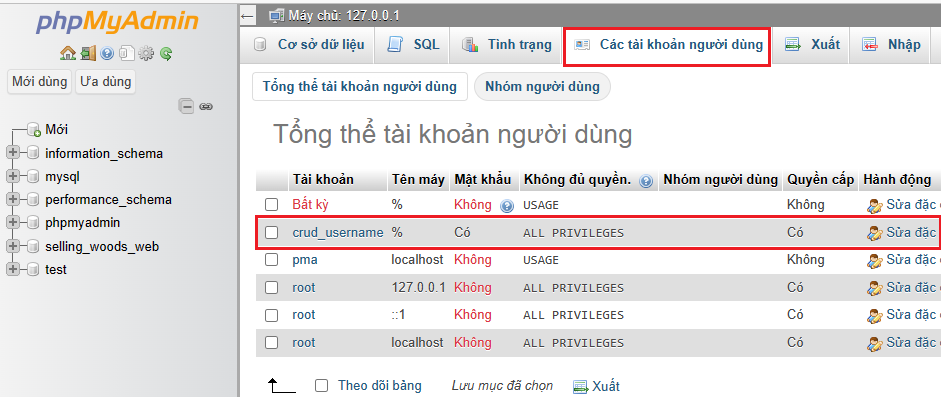 phpMyAdmin
Mới dùng Ưa dùng
Mới
information_schema
mysql
performance_schema
phpmyadmin
selling_woods_web
test
Máy chủ: 127.0.0.1
Cơ sở dữ liệu SQL Tình trạng Các tài khoản người dùng Xuất Nhập
Tổng thể tài khoản người dùng Nhóm người dùng
Tổng thể tài khoản người dùng
Tài khoản Tên máy Mật khẩu Không đủ quyền. Nhóm người dùng Quyền cấp Hành động
Bất kỳ % Không USAGE Không Sửa đặc
crud_username % Có ALL PRIVILEGES Có Sửa đặc
pma localhost Không USAGE Không Sửa đặc
root 127.0.0.1 Không ALL PRIVILEGES Có Sửa đặc
root ::1 Không ALL PRIVILEGES Có Sửa đặc
root localhost Không ALL PRIVILEGES Có Sửa đặc
Theo dõi bảng Lưu mục đã chọn Xuất